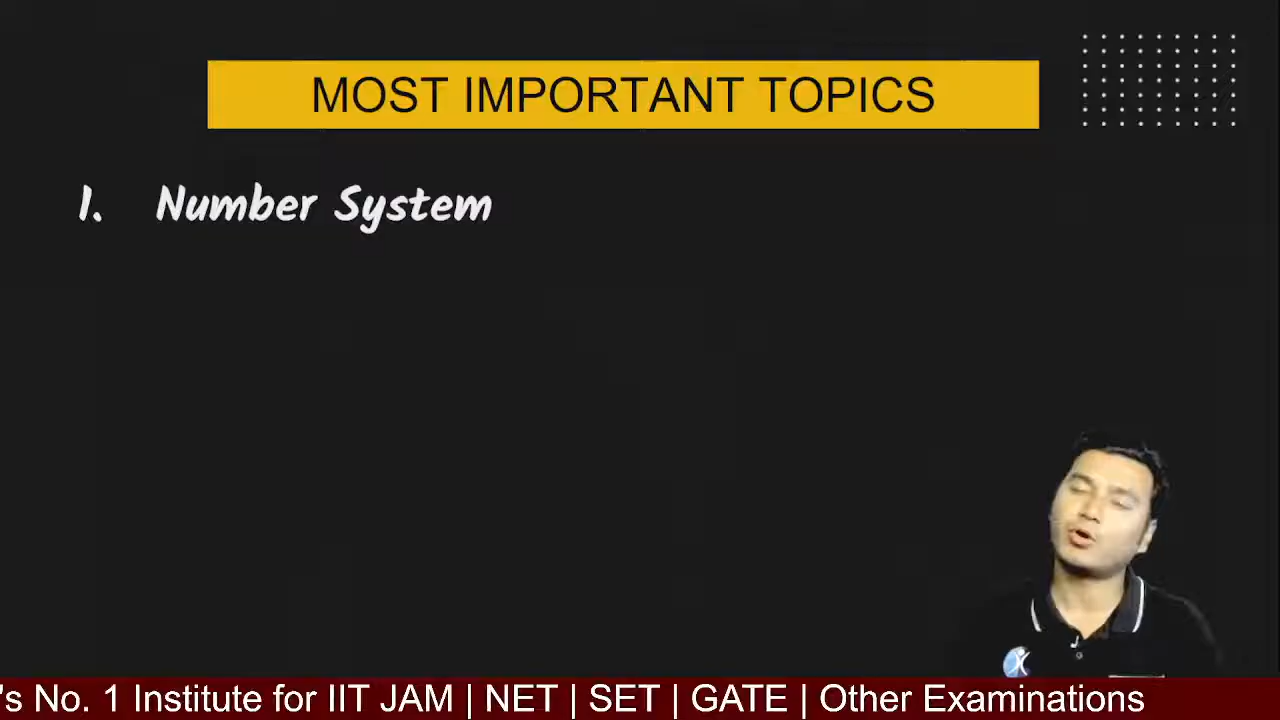 MOST IMPORTANT TOPICS
1. Number System
's No. 1 Institute for IIT JAM | NET | SET | GATE | Other Examinations